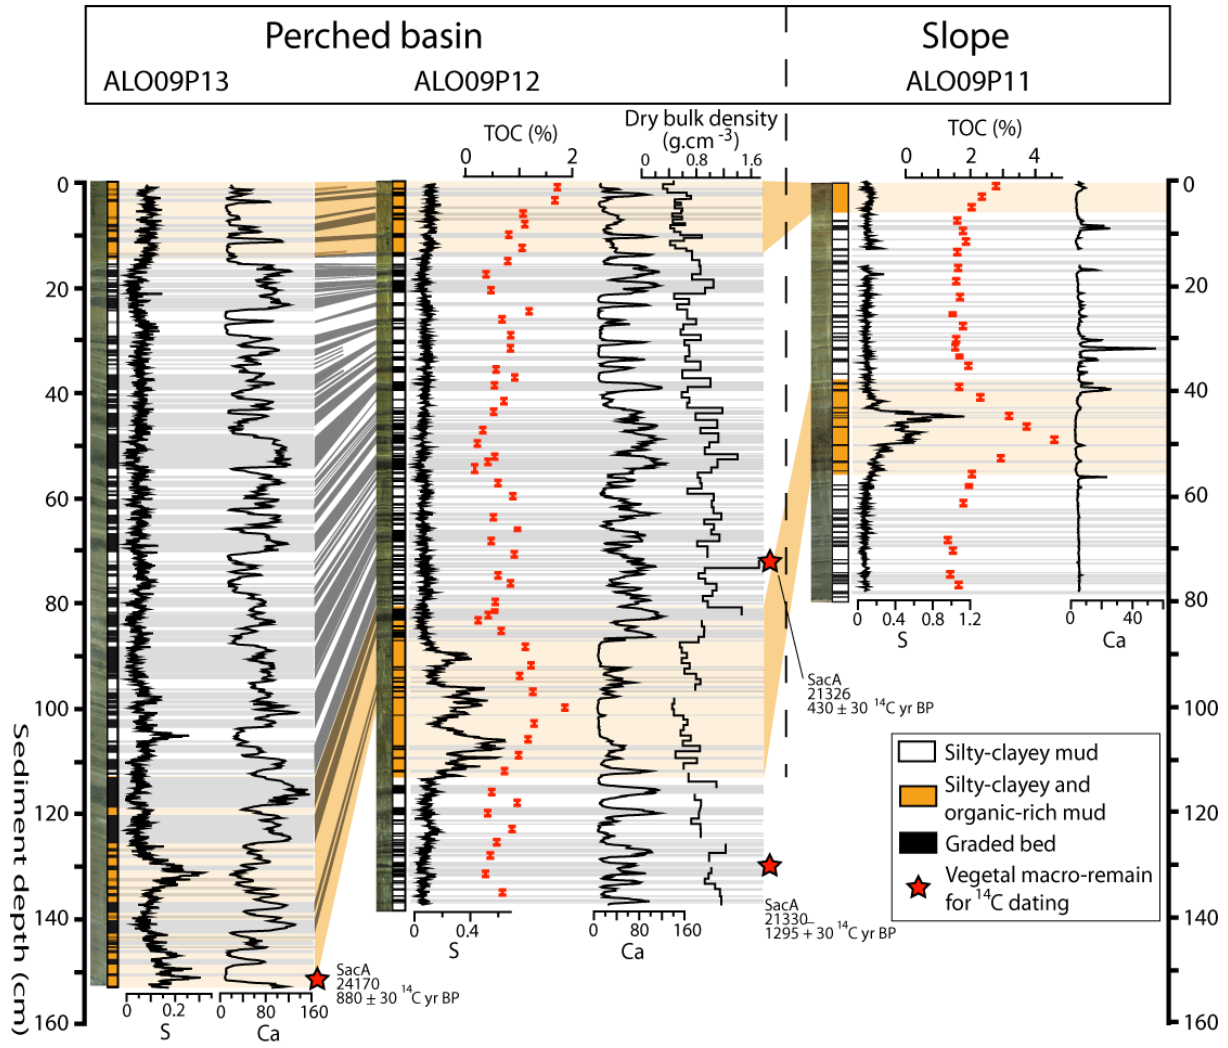 Perched basin
Slope
ALO09P13
ALO09P12
ALO09P11
TOC (%)
0 2
Dry bulk density
(g.cm⁻³)
0 0.8 1.6
TOC (%)
0 2 4
Sediment depth (cm)
0
20
40
60
80
100
120
140
160
0
20
40
60
80
100
120
140
160
0 0.2
S
0 80 160
Ca
SacA
24170
880 ± 30 ¹⁴C yr BP
0 0.4
S
0 80 160
Ca
SacA
21326
430 ± 30 ¹⁴C yr BP
SacA
21330
1295 + 30 ¹⁴C yr BP
0 0.4 0.8 1.2
S
0 40
Ca
Silty-clayey mud
Silty-clayey and
organic-rich mud
Graded bed
Vegetal macro-remain
for ¹⁴C dating